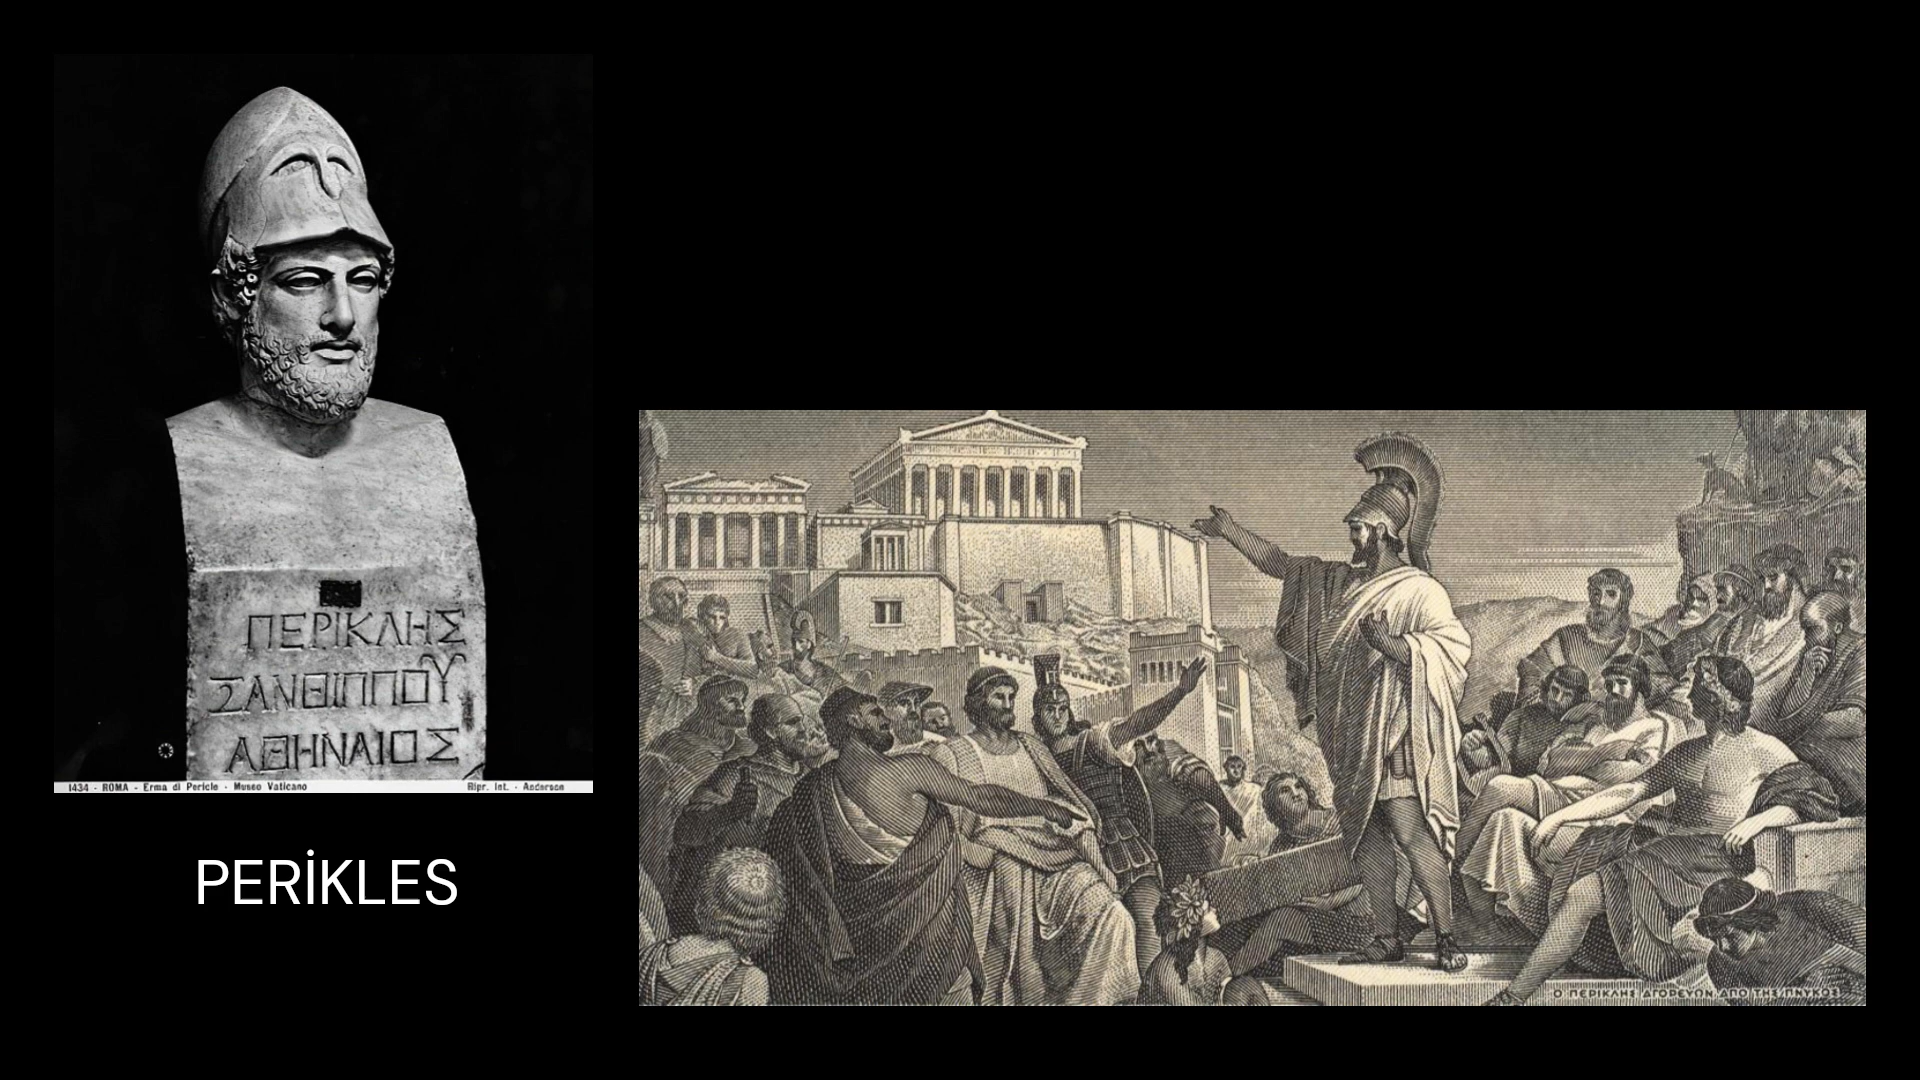 ΠΕΡΙΚΛΗΣ
ΞΑΝΘΙΠΠΟΥ
ΑΘΗΝΑΙΟΣ
1434 - ROMA - Erma di Pericle - Museo Vaticano
Ripr. int. - Anderson
PERİKLES
Ο ΠΕΡΙΚΛΗΣ ΑΓΟΡΕΥΩΝ ΑΠΟ ΤΗΣ ΠΝΥΚΟΣ